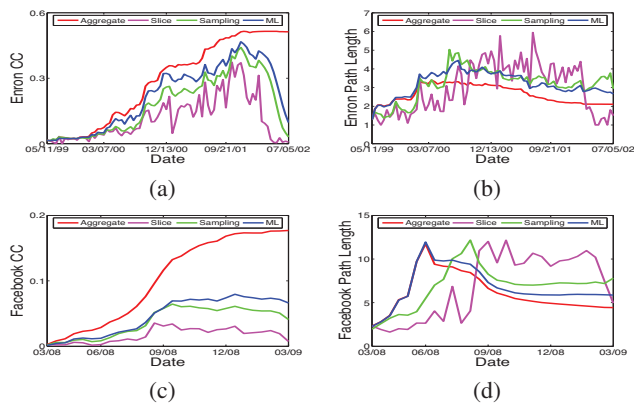 Aggregate Slice Sampling ML
Enron CC
0.6
0.3
0
05/11/99 03/07/00 12/13/00 09/21/01 07/05/02
Date
(a)
Aggregate Slice Sampling ML
Enron Path Length
7
6
5
4
3
2
1
05/11/99 03/07/00 12/13/00 09/21/01 07/05/02
Date
(b)
Aggregate Slice Sampling ML
Facebook CC
0.2
0.1
0
03/08 06/08 09/08 12/08 03/09
Date
(c)
Aggregate Slice Sampling ML
Facebook Path Length
15
10
5
0
03/08 06/08 09/08 12/08 03/09
Date
(d)